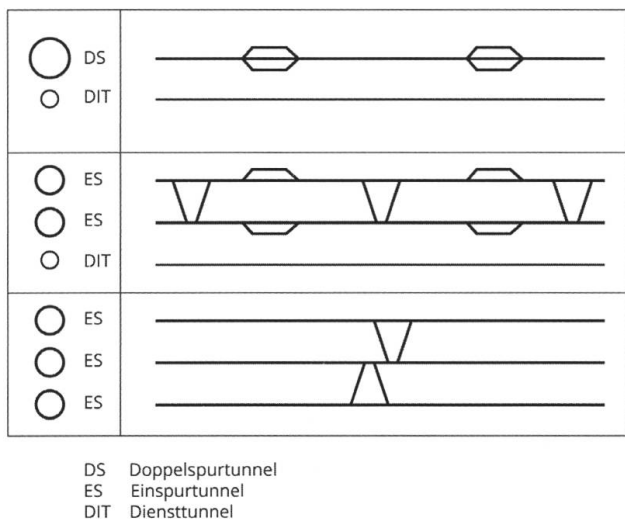 DS
DIT
ES
ES
DIT
ES
ES
ES
DS Doppelspurtunnel
ES Einspurtunnel
DIT Diensttunnel